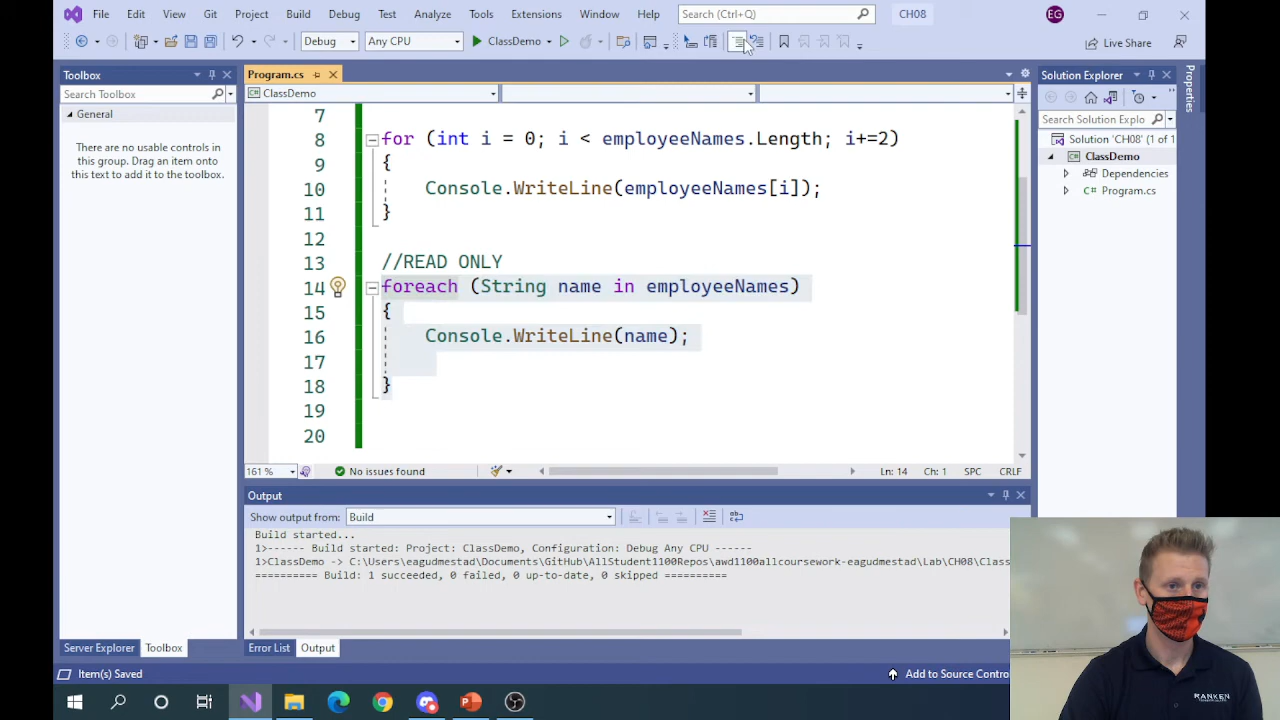 File Edit View Git Project Build Debug Test Analyze Tools Extensions Window Help Search (Ctrl+Q) CH08 EG
Debug Any CPU ClassDemo Live Share
Toolbox
Search Toolbox
General
There are no usable controls in
this group. Drag an item onto
this text to add it to the toolbox.
Server Explorer Toolbox
Program.cs
ClassDemo
7
8 for (int i = 0; i < employeeNames.Length; i+=2)
9 {
10 Console.WriteLine(employeeNames[i]);
11 }
12
13 //READ ONLY
14 foreach (String name in employeeNames)
15 {
16 Console.WriteLine(name);
17
18 }
19
20
161 % No issues found Ln: 14 Ch: 1 SPC CRLF
Output
Show output from: Build
Build started...
1>------ Build started: Project: ClassDemo, Configuration: Debug Any CPU ------
1>ClassDemo -> C:\Users\eagudmestad\Documents\GitHub\AllStudent1100Repos\awd1100allcoursework-eagudmestad\Lab\CH08\Class
========== Build: 1 succeeded, 0 failed, 0 up-to-date, 0 skipped ==========
Error List Output
Solution Explorer
Search Solution Explo
Solution 'CH08' (1 of 1
ClassDemo
Dependencies
C# Program.cs
Properties
Item(s) Saved Add to Source Contro
RANKEN